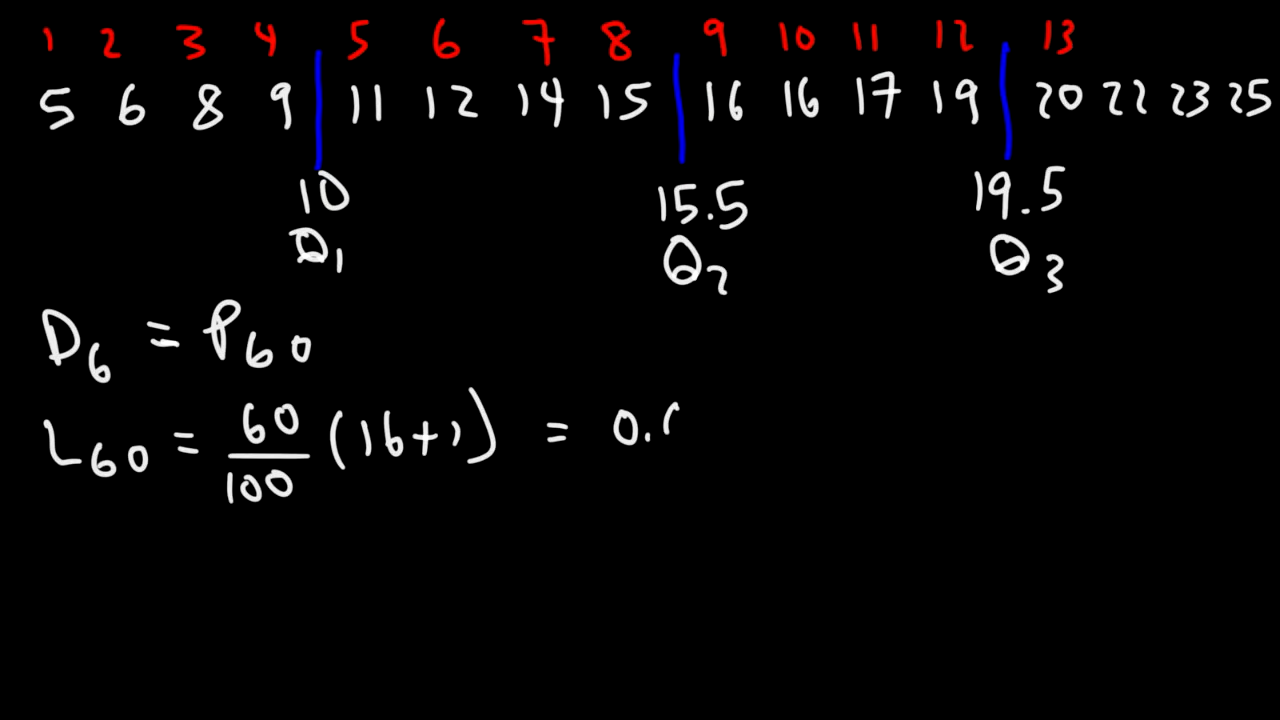 1 2 3 4 5 6 7 8 9 10 11 12 13
5 6 8 9 11 12 14 15 16 16 17 19 20 22 23 25
10 15.5 19.5
Q₁ Q₂ Q₃
D₆ = P₆₀
L₆₀ = 60/100 (16+1) = 0.